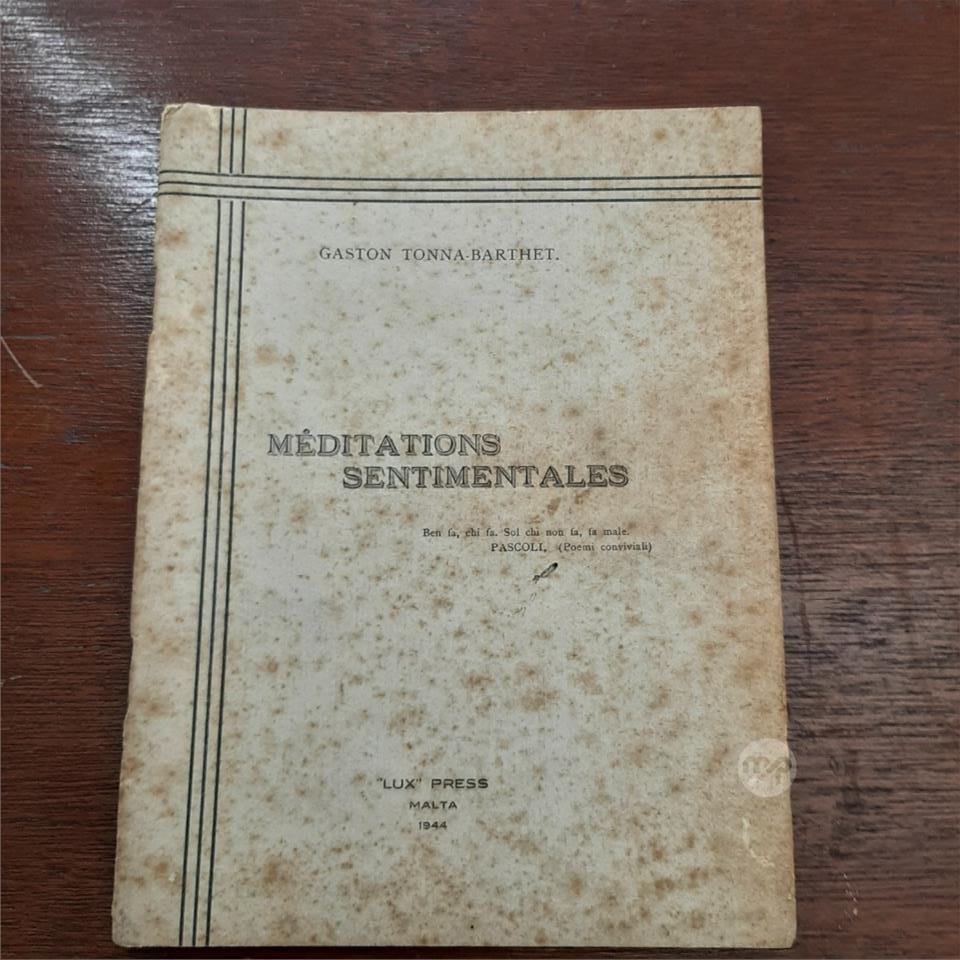 GASTON TONNA-BARTHET.
MÉDITATIONS
SENTIMENTALES
Ben fa, chi fa. Sol chi non fa, fa male.
PASCOLI, (Poemi conviviali)
"LUX" PRESS
MALTA
1944